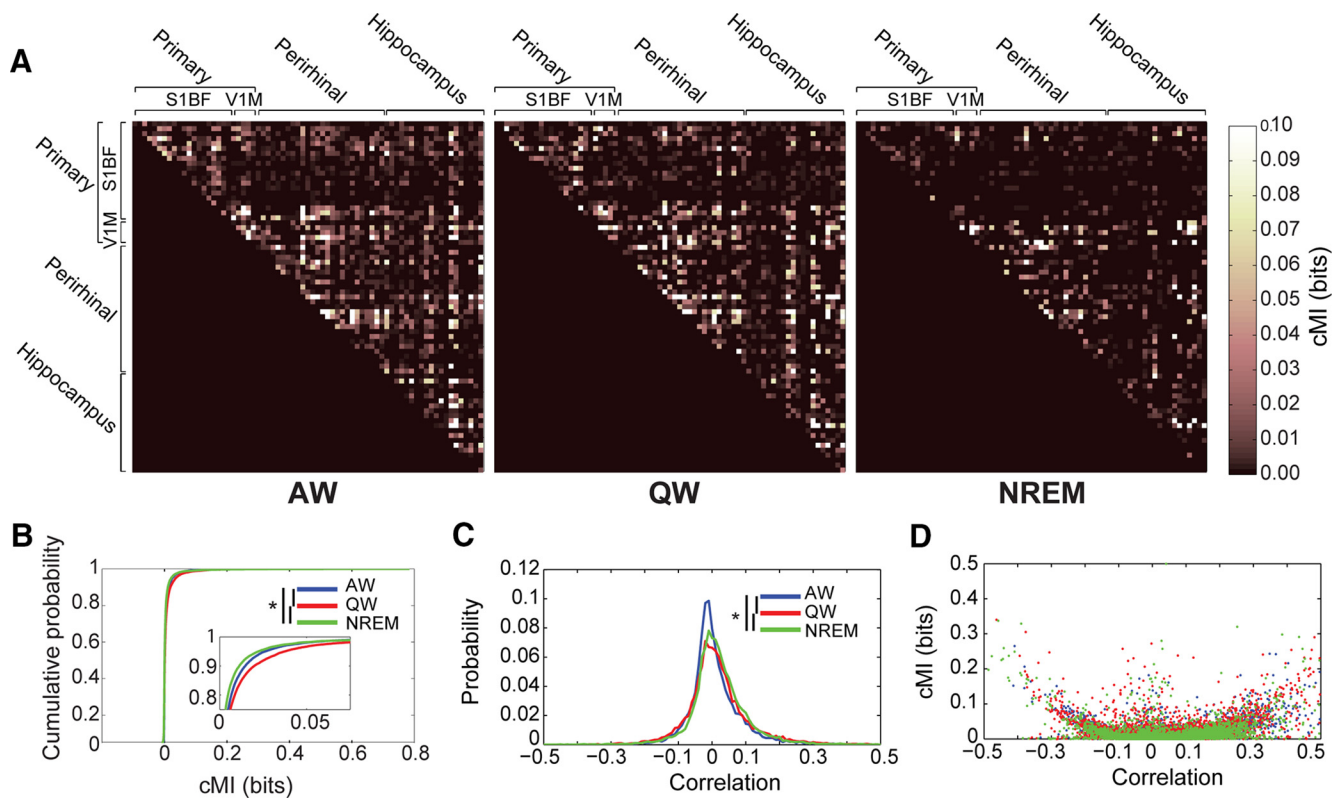 A
Primary
Perirhinal
Hippocampus
Primary
Perirhinal
Hippocampus
Primary
Perirhinal
Hippocampus
S1BF V1M
S1BF V1M
S1BF V1M
Primary
S1BF
V1M
Perirhinal
Hippocampus
0.10
0.09
0.08
0.07
0.06
0.05
0.04
0.03
0.02
0.01
0.00
cMI (bits)
AW
QW
NREM
B
Cumulative probability
1
0.8
0.6
0.4
0.2
0
0 0.2 0.4 0.6 0.8
cMI (bits)
* AW
QW
NREM
1
0.9
0.8
0 0.05
C
Probability
0.12
0.10
0.08
0.06
0.04
0.02
0
−0.5 −0.3 −0.1 0 0.1 0.3 0.5
Correlation
* AW
QW
NREM
D
cMI (bits)
0.5
0.4
0.3
0.2
0.1
0
−0.5 −0.3 −0.1 0 0.1 0.3 0.5
Correlation